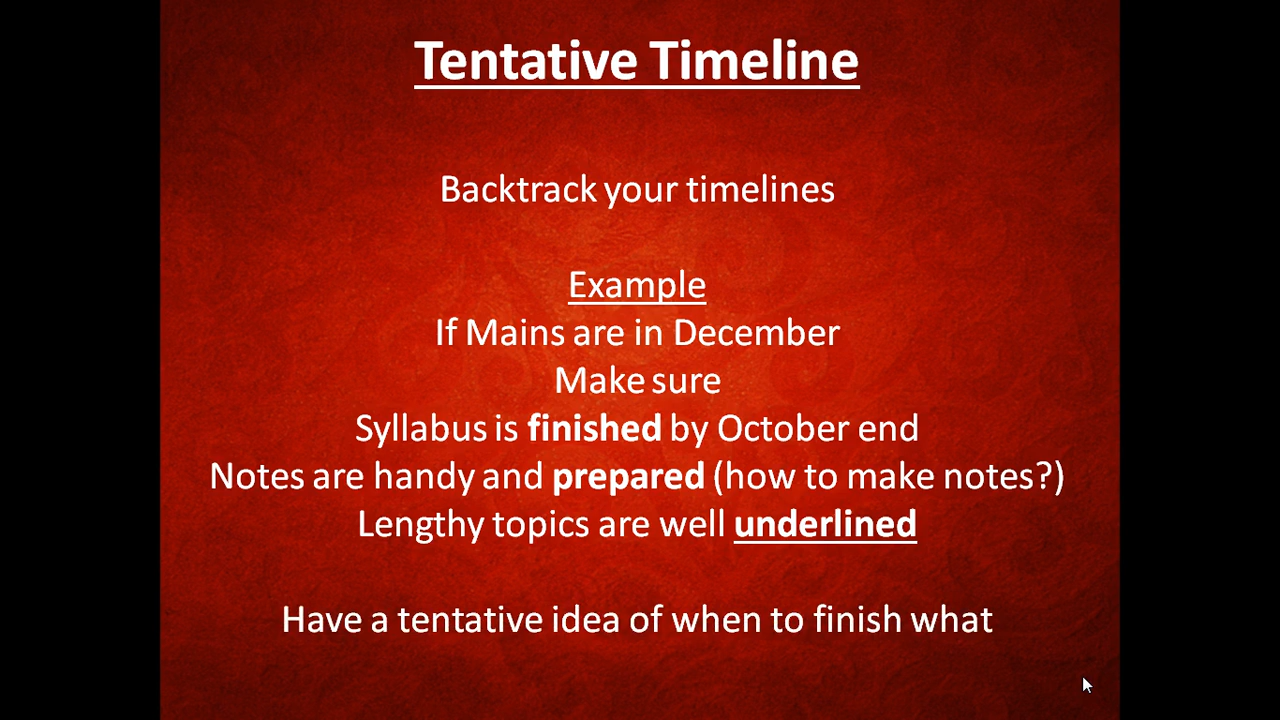 Tentative Timeline
Backtrack your timelines
Example
If Mains are in December
Make sure
Syllabus is finished by October end
Notes are handy and prepared (how to make notes?)
Lengthy topics are well underlined
Have a tentative idea of when to finish what